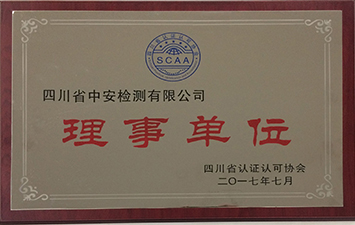 SCAA
四川省中安检测有限公司
理事单位
四川省认证认可协会
二〇一七年七月